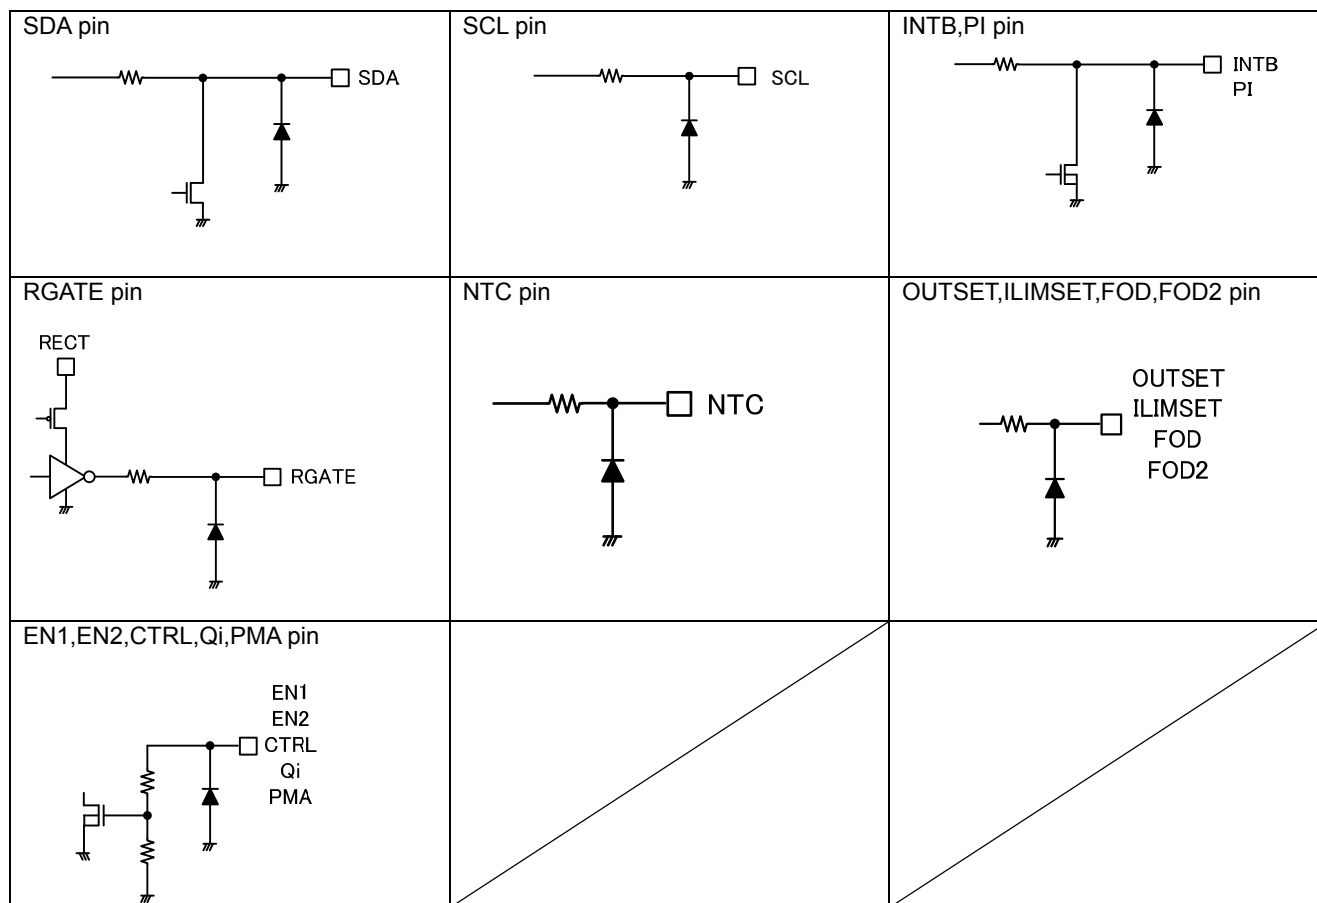 SDA pin
SDA
SCL pin
SCL
INTB,PI pin
INTB
PI
RGATE pin
RECT
RGATE
NTC pin
NTC
OUTSET,ILIMSET,FOD,FOD2 pin
OUTSET
ILIMSET
FOD
FOD2
EN1,EN2,CTRL,Qi,PMA pin
EN1
EN2
CTRL
Qi
PMA